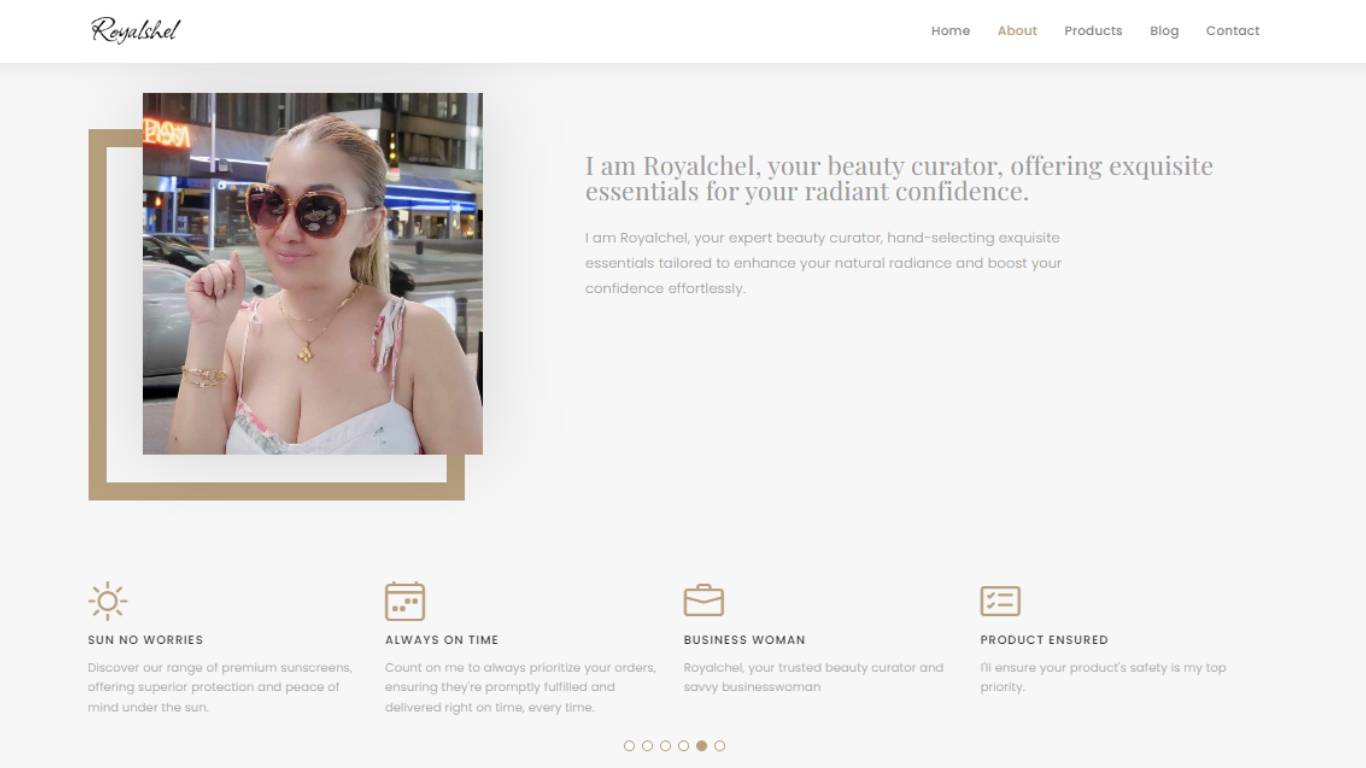 Royalshel
Home About Products Blog Contact
I am Royalchel, your beauty curator, offering exquisite
essentials for your radiant confidence.
I am Royalchel, your expert beauty curator, hand-selecting exquisite
essentials tailored to enhance your natural radiance and boost your
confidence effortlessly.
SUN NO WORRIES
Discover our range of premium sunscreens,
offering superior protection and peace of
mind under the sun.
ALWAYS ON TIME
Count on me to always prioritize your orders,
ensuring they're promptly fulfilled and
delivered right on time, every time.
BUSINESS WOMAN
Royalchel, your trusted beauty curator and
savvy businesswoman
PRODUCT ENSURED
I'll ensure your product's safety is my top
priority.